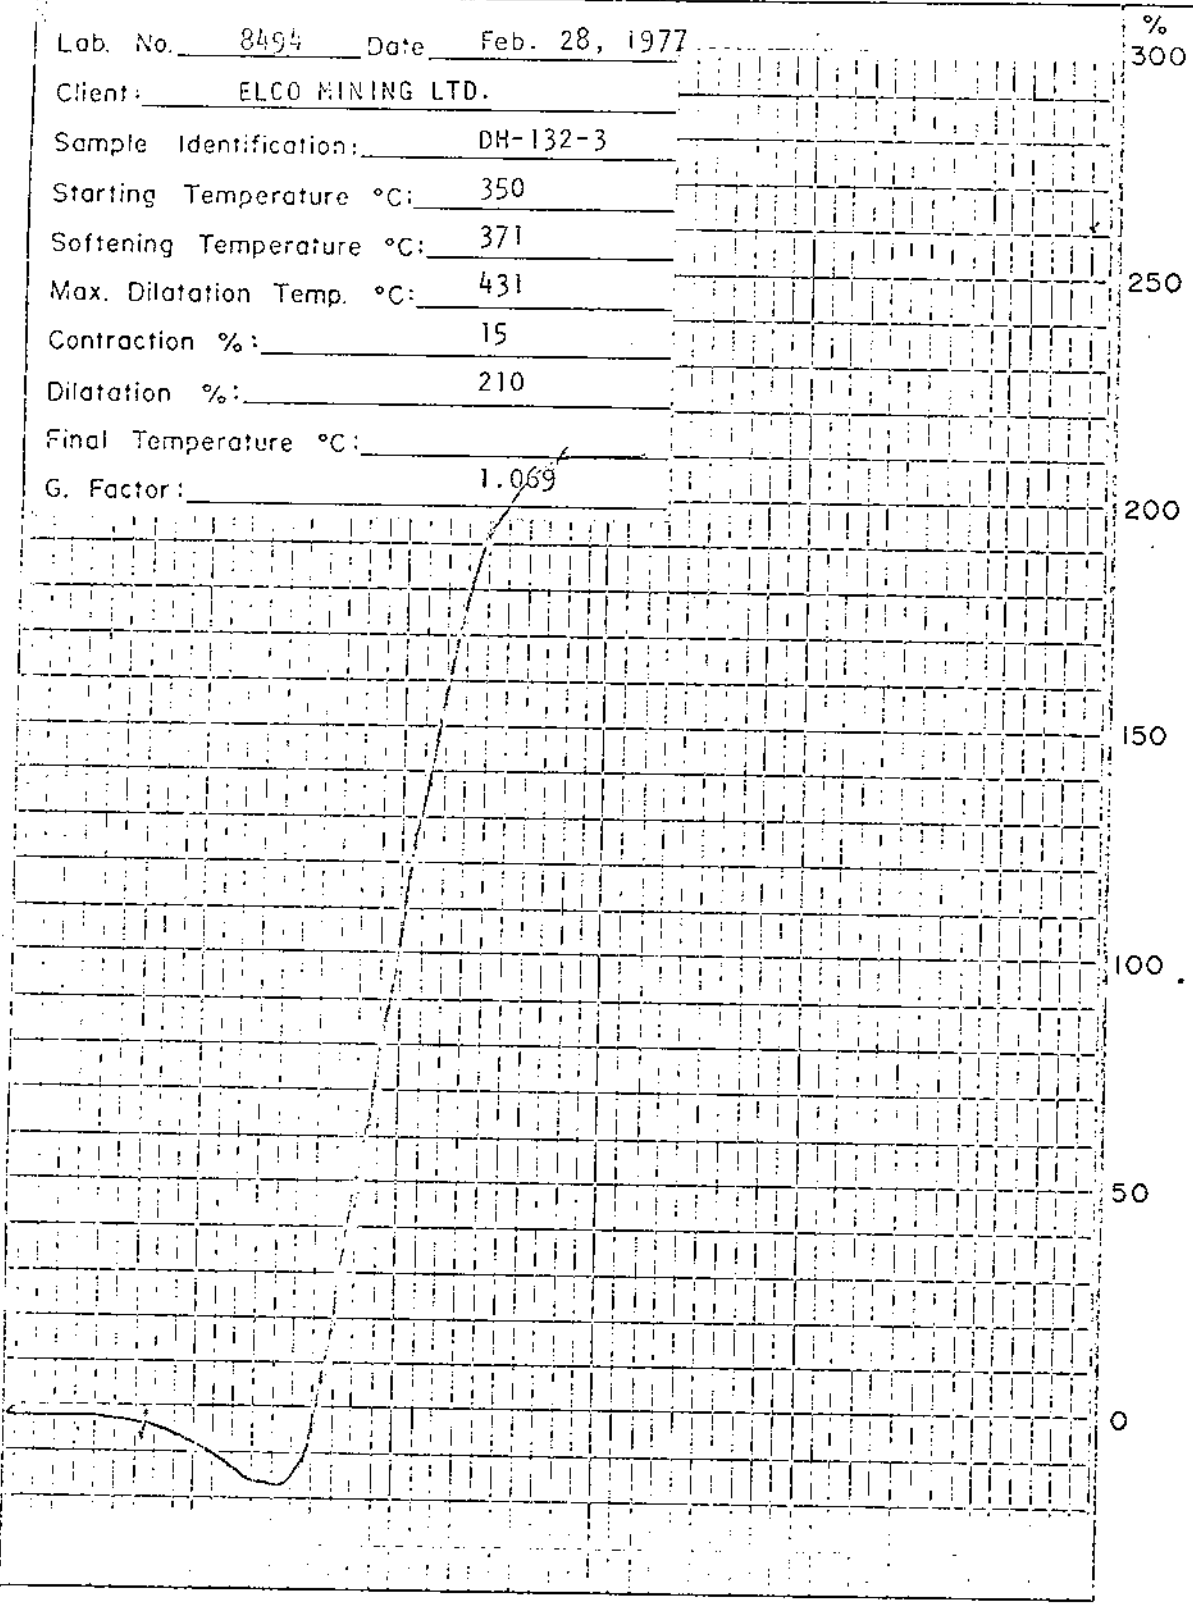 Lab. No. 8494 Date Feb. 28, 1977
Client: ELCO MINING LTD.
Sample Identification: DH-132-3
Starting Temperature °C: 350
Softening Temperature °C: 371
Max. Dilatation Temp. °C: 431
Contraction %: 15
Dilatation %: 210
Final Temperature °C:
G. Factor: 1.069
%
300
250
200
150
100
50
0